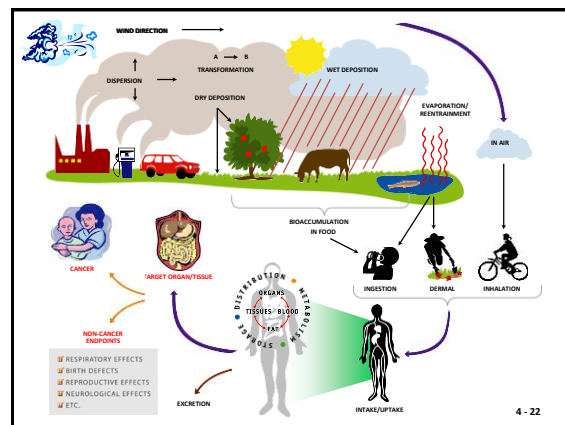 WIND DIRECTION
A B
TRANSFORMATION
DISPERSION
WET DEPOSITION
DRY DEPOSITION
EVAPORATION/
REENTRAINMENT
IN AIR
BIOACCUMULATION
IN FOOD
INGESTION
DERMAL
INHALATION
CANCER
TARGET ORGAN/TISSUE
DISTRIBUTION
METABOLISM
STORAGE
ORGANS
TISSUES
BLOOD
FAT
NON-CANCER
ENDPOINTS
RESPIRATORY EFFECTS
BIRTH DEFECTS
REPRODUCTIVE EFFECTS
NEUROLOGICAL EFFECTS
ETC.
EXCRETION
INTAKE/UPTAKE
4 - 22